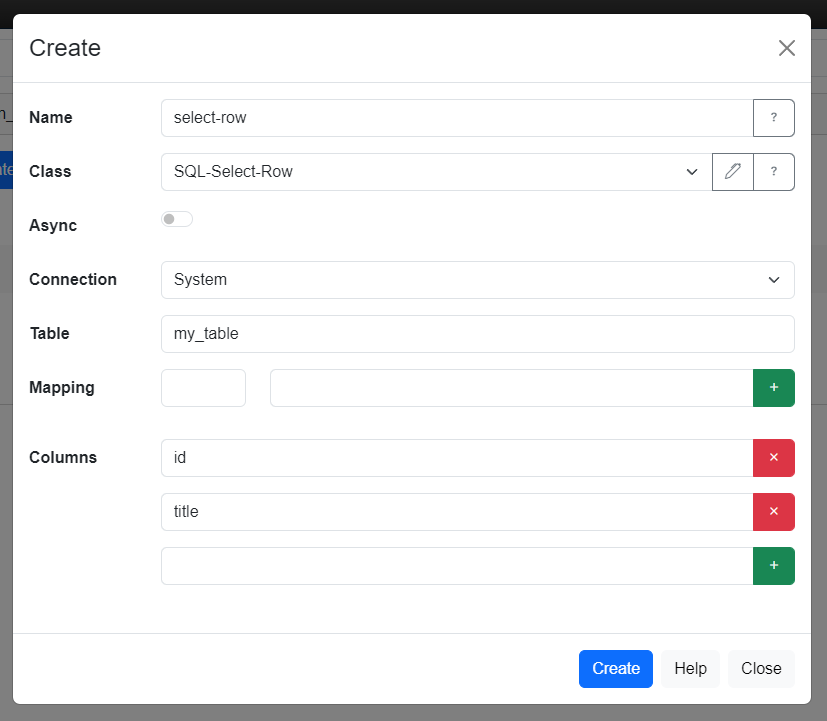 Create
Name select-row ?
Class SQL-Select-Row ?
Async
Connection System
Table my_table
Mapping +
Columns id ×
title ×
+
Create Help Close